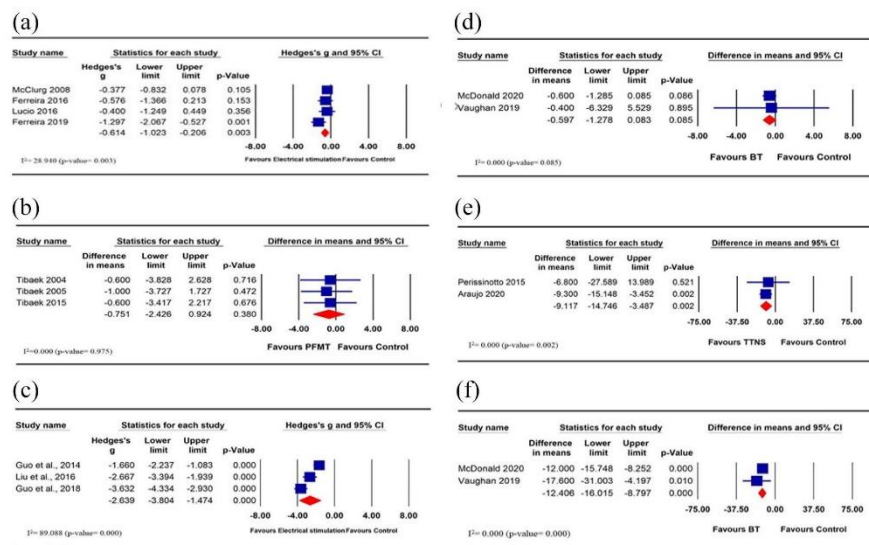 (a)
Study name Statistics for each study Hedges's g and 95% CI
Hedges's g Lower limit Upper limit p-Value
McClurg 2008 -0.377 -0.832 0.078 0.105
Ferreira 2016 -0.576 -1.366 0.213 0.153
Lucio 2016 -0.400 -1.249 0.449 0.356
Ferreira 2019 -1.297 -2.067 -0.527 0.001
-0.614 -1.023 -0.206 0.003
-8.00 -4.00 0.00 4.00 8.00
Favours Electrical stimulation Favours Control
I²= 28.940 (p-value= 0.003)
(b)
Study name Statistics for each study Difference in means and 95% CI
Difference in means Lower limit Upper limit p-Value
Tibaek 2004 -0.600 -3.828 2.628 0.716
Tibaek 2005 -1.000 -3.727 1.727 0.472
Tibaek 2015 -0.600 -3.417 2.217 0.676
-0.751 -2.426 0.924 0.380
-8.00 -4.00 0.00 4.00 8.00
Favours PFMT Favours Control
I²=0.000 (p-value= 0.975)
(c)
Study name Statistics for each study Hedges's g and 95% CI
Hedges's g Lower limit Upper limit p-Value
Guo et al., 2014 -1.660 -2.237 -1.083 0.000
Liu et al., 2016 -2.667 -3.394 -1.939 0.000
Guo et al., 2018 -3.632 -4.334 -2.930 0.000
-2.639 -3.804 -1.474 0.000
-8.00 -4.00 0.00 4.00 8.00
Favours Electrical stimulation Favours Control
I²= 89.088 (p-value= 0.000)
(d)
Study name Statistics for each study Difference in means and 95% CI
Difference in means Lower limit Upper limit p-Value
McDonald 2020 -0.600 -1.285 0.085 0.086
Vaughan 2019 -0.400 -6.329 5.529 0.895
-0.597 -1.278 0.083 0.085
-8.00 -4.00 0.00 4.00 8.00
Favours BT Favours Control
I²= 0.000 (p-value= 0.085)
(e)
Study name Statistics for each study Difference in means and 95% CI
Difference in means Lower limit Upper limit p-Value
Perissinotto 2015 -6.800 -27.589 13.989 0.521
Araujo 2020 -9.300 -15.148 -3.452 0.002
-9.117 -14.746 -3.487 0.002
-75.00 -37.50 0.00 37.50 75.00
Favours TTNS Favours Control
I²= 0.000 (p-value= 0.002)
(f)
Study name Statistics for each study Difference in means and 95% CI
Difference in means Lower limit Upper limit p-Value
McDonald 2020 -12.000 -15.748 -8.252 0.000
Vaughan 2019 -17.600 -31.003 -4.197 0.010
-12.406 -16.015 -8.797 0.000
-75.00 -37.50 0.00 37.50 75.00
Favours BT Favours Control
I²= 0.000 (p-value= 0.000)